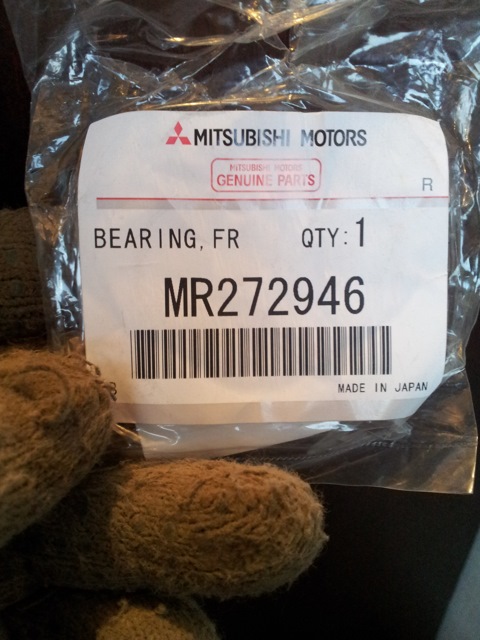 MITSUBISHI MOTORS
MITSUBISHI MOTORS
GENUINE PARTS
R
BEARING, FR QTY: 1
MR272946
MADE IN JAPAN